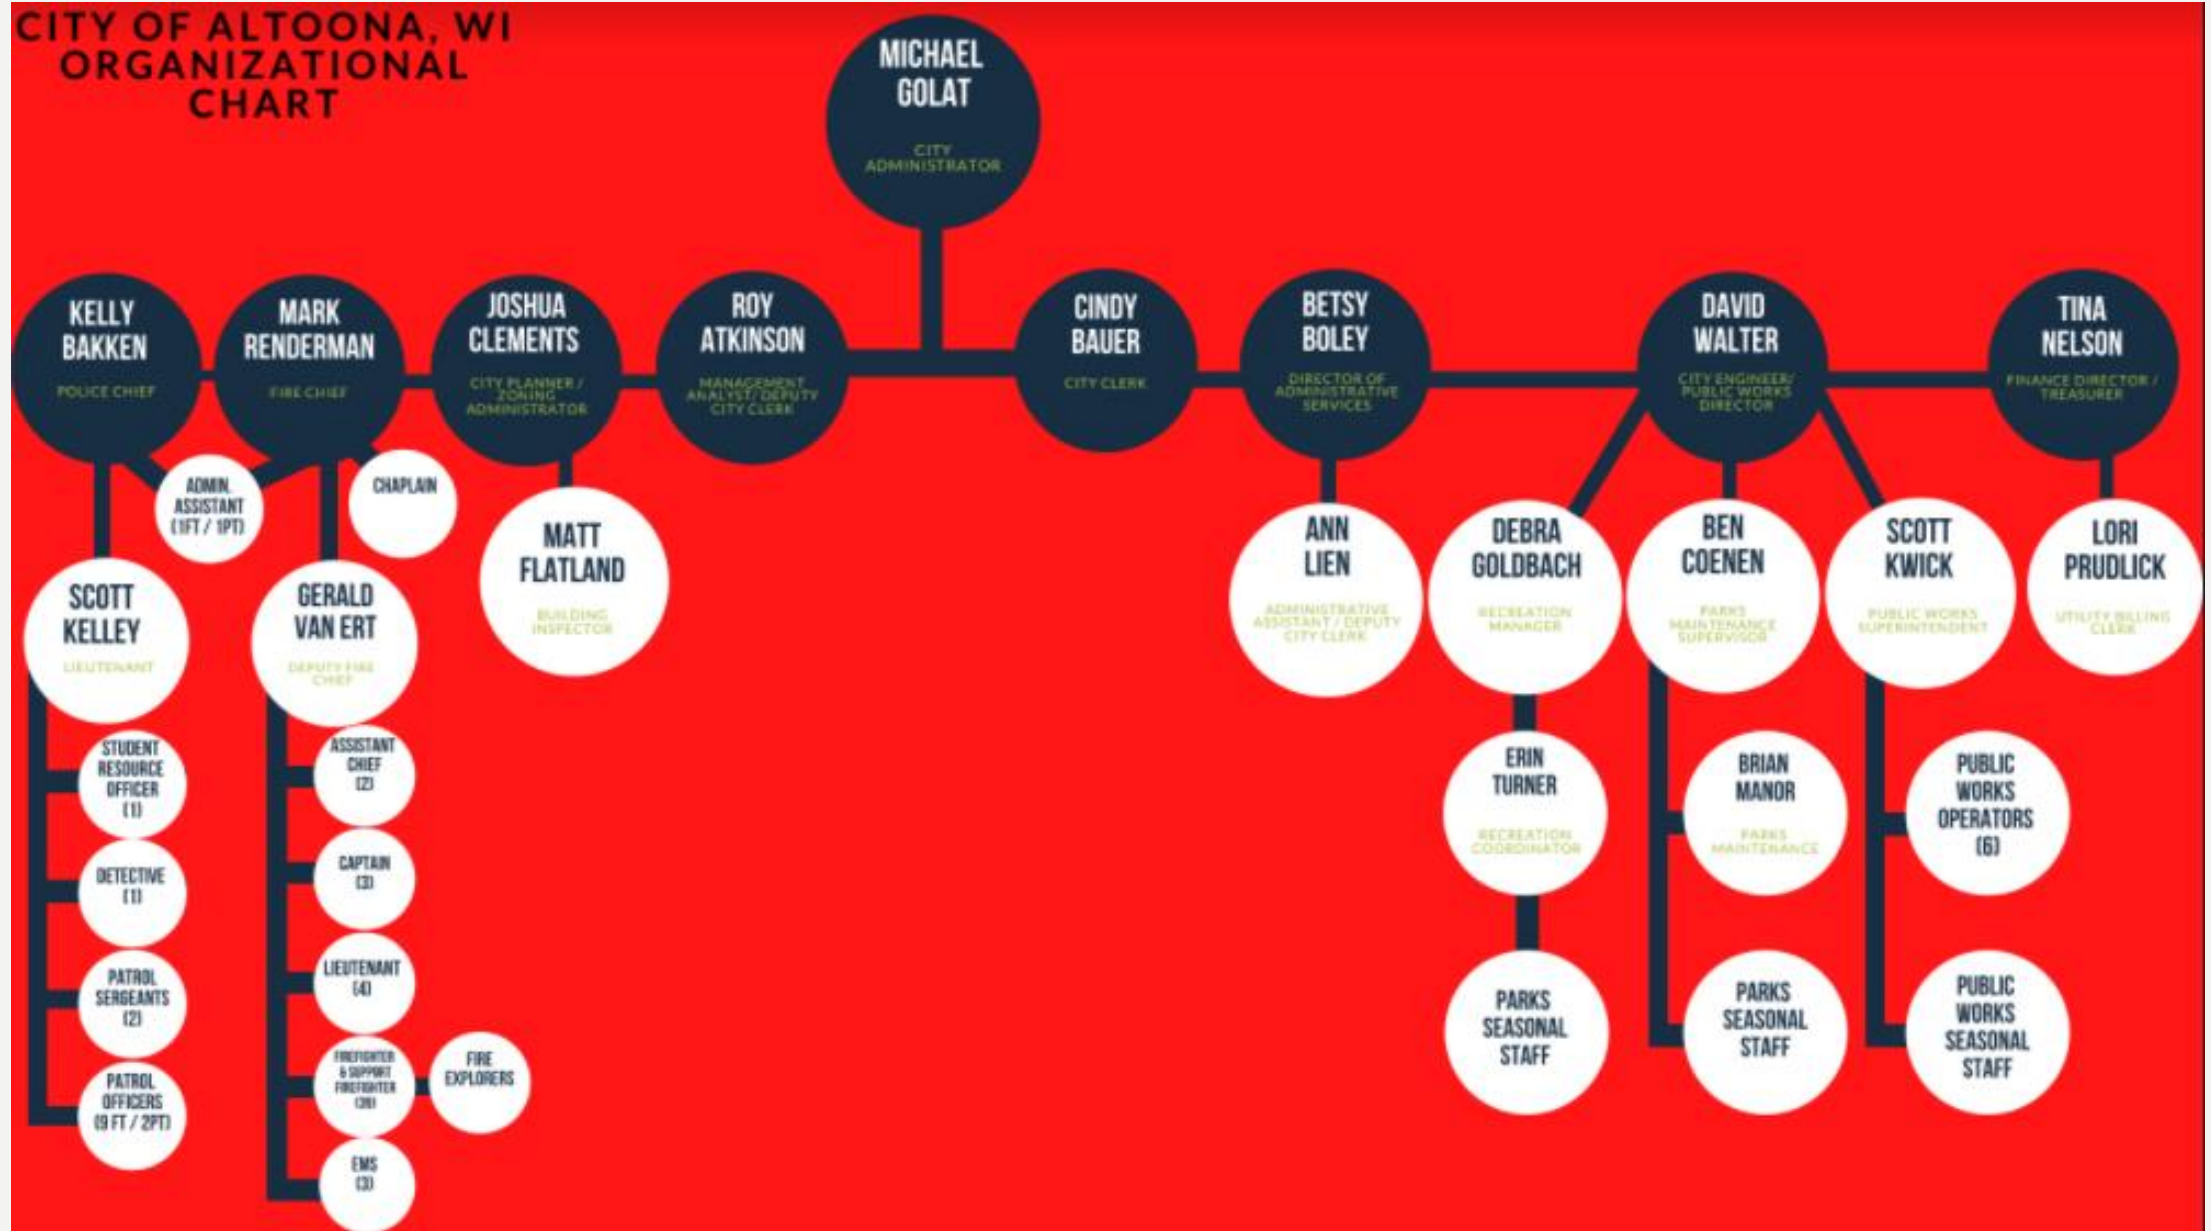 CITY OF ALTOONA, WI
ORGANIZATIONAL
CHART
MICHAEL
GOLAT
CITY
ADMINISTRATOR
KELLY
BAKKEN
POLICE CHIEF
MARK
RENDERMAN
FIRE CHIEF
JOSHUA
CLEMENTS
CITY PLANNER /
ZONING
ADMINISTRATOR
ROY
ATKINSON
MANAGEMENT
ANALYST/DEPUTY
CITY CLERK
CINDY
BAUER
CITY CLERK
BETSY
BOLEY
DIRECTOR OF
ADMINISTRATIVE
SERVICES
DAVID
WALTER
CITY ENGINEER/
PUBLIC WORKS
DIRECTOR
TINA
NELSON
FINANCE DIRECTOR /
TREASURER
ADMIN.
ASSISTANT
(1FT / 1PT)
CHAPLAIN
SCOTT
KELLEY
LIEUTENANT
GERALD
VAN ERT
DEPUTY FIRE
CHIEF
MATT
FLATLAND
BUILDING
INSPECTOR
ANN
LIEN
ADMINISTRATIVE
ASSISTANT / DEPUTY
CITY CLERK
DEBRA
GOLDBACH
RECREATION
MANAGER
BEN
COENEN
PARKS
MAINTENANCE
SUPERVISOR
SCOTT
KWICK
PUBLIC WORKS
SUPERINTENDENT
LORI
PRUDLICK
UTILITY BILLING
CLERK
STUDENT
RESOURCE
OFFICER
(1)
DETECTIVE
(1)
PATROL
SERGEANTS
(2)
PATROL
OFFICERS
(9 FT / 2PT)
ASSISTANT
CHIEF
(2)
CAPTAIN
(3)
LIEUTENANT
(4)
FIREFIGHTER
& SUPPORT
FIREFIGHTER
FIRE
EXPLORERS
EMS
(3)
ERIN
TURNER
RECREATION
COORDINATOR
PARKS
SEASONAL
STAFF
BRIAN
MANOR
PARKS
MAINTENANCE
PARKS
SEASONAL
STAFF
PUBLIC
WORKS
OPERATORS
(6)
PUBLIC
WORKS
SEASONAL
STAFF